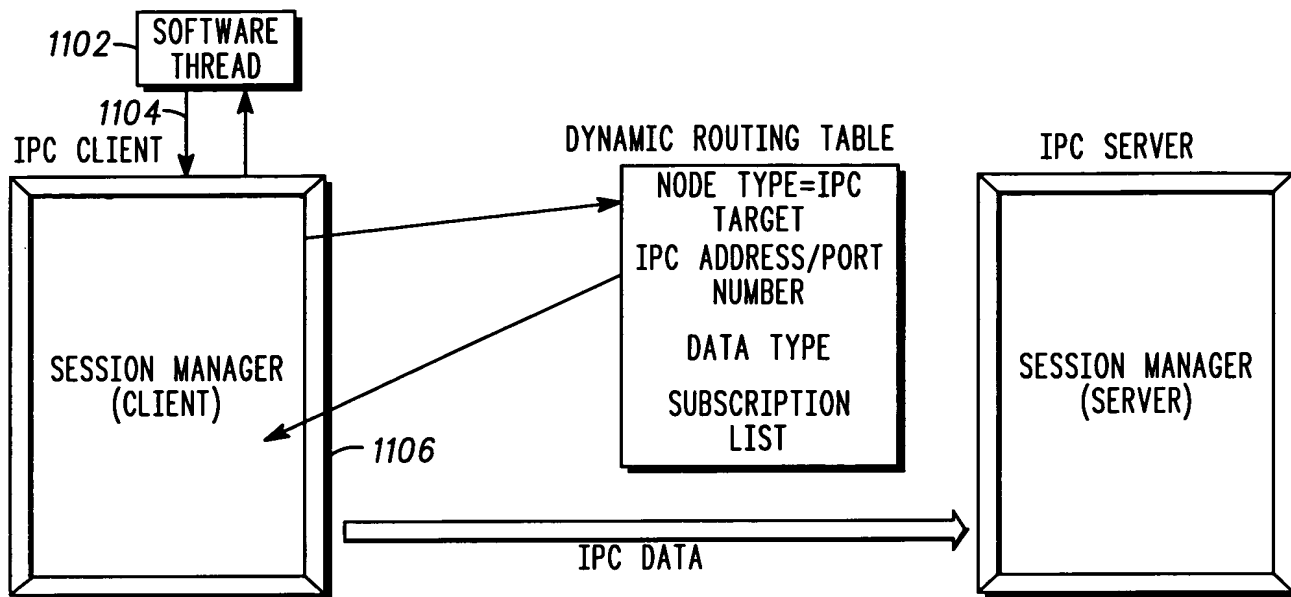 1102
SOFTWARE
THREAD
1104
IPC CLIENT
SESSION MANAGER
(CLIENT)
1106
DYNAMIC ROUTING TABLE
NODE TYPE=IPC
TARGET
IPC ADDRESS/PORT
NUMBER
DATA TYPE
SUBSCRIPTION
LIST
IPC SERVER
SESSION MANAGER
(SERVER)
IPC DATA